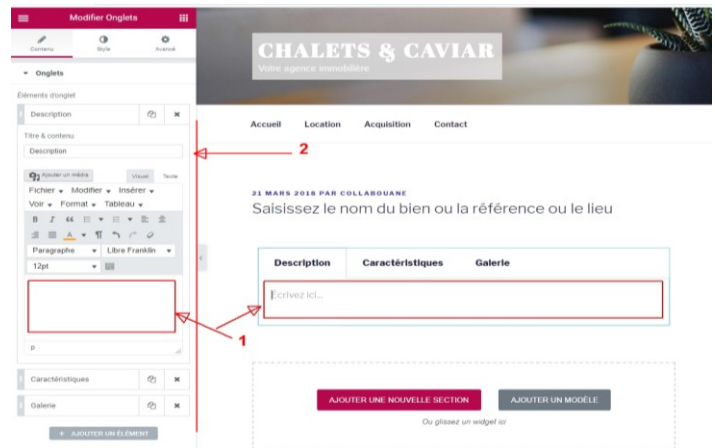 Modifier Onglets
Contenu Style Avancé
Onglets
Éléments d'onglet
Description
Titre & contenu
Description
Ajouter un média
Visuel Texte
Fichier Modifier Insérer
Voir Format Tableau
B I
Paragraphe Libre Franklin
12pt
p
Caractéristiques
Galerie
+ AJOUTER UN ÉLÉMENT
CHALETS & CAVIAR
Votre agence immobilière
Accueil Location Acquisition Contact
2
21 MARS 2018 PAR COLLABOUANE
Saisissez le nom du bien ou la référence ou le lieu
Description Caractéristiques Galerie
Ecrivez ici...
1
AJOUTER UNE NOUVELLE SECTION AJOUTER UN MODÈLE
Ou glissez un widget ici